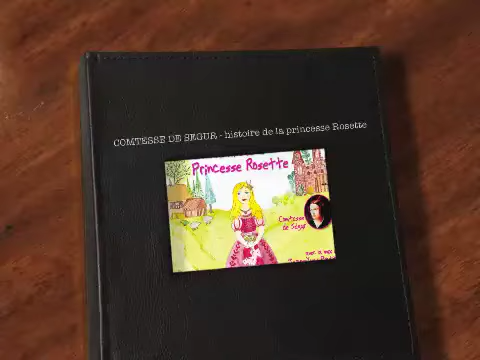 COMTESSE DE SEGUR - histoire de la princesse Rosette
Princesse Rosette
Comtesse
de Ségur